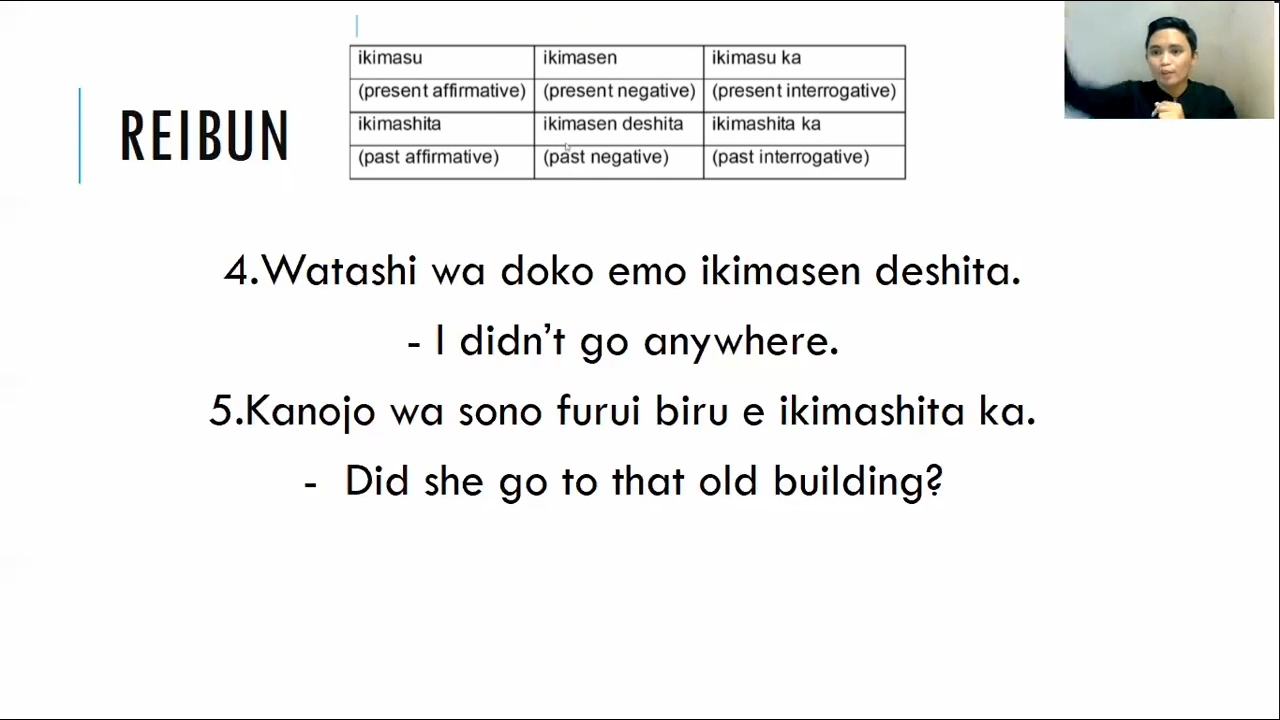 REIBUN
ikimasu ikimasen ikimasu ka
(present affirmative) (present negative) (present interrogative)
ikimashita ikimasen deshita ikimashita ka
(past affirmative) (past negative) (past interrogative)
4.Watashi wa doko emo ikimasen deshita.
- I didn’t go anywhere.
5.Kanojo wa sono furui biru e ikimashita ka.
- Did she go to that old building?